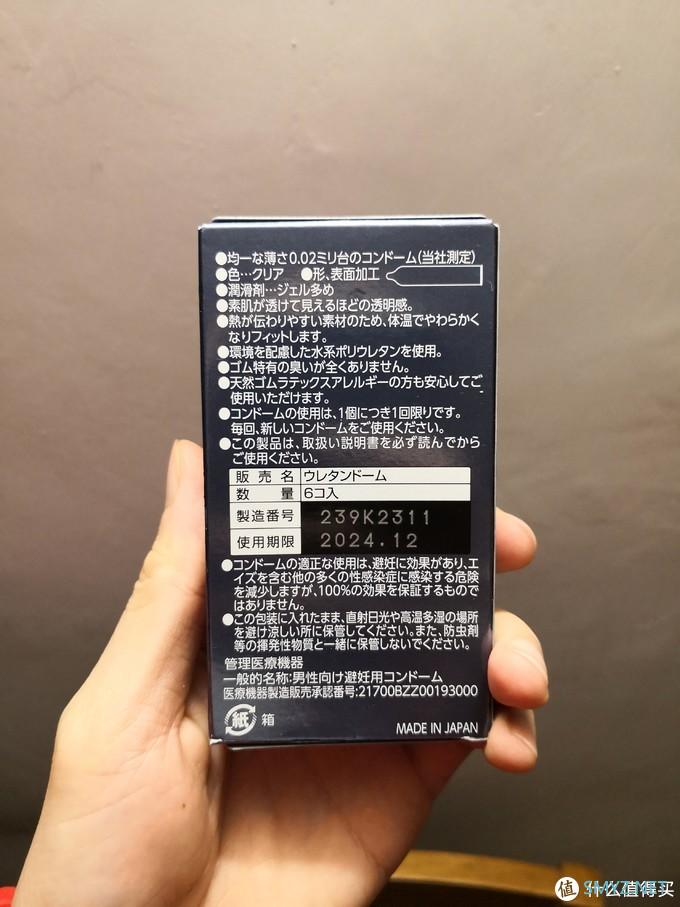 ●均一な薄さ0.02ミリ台のコンドーム(当社測定)
●色…クリア ●形、表面加工
●潤滑剤…ジェル多め
●素肌が透けて見えるほどの透明感。
●熱が伝わりやすい素材のため、体温でやわらかく
なりフィットします。
●環境を配慮した水系ポリウレタンを使用。
●ゴム特有の臭いが全くありません。
●天然ゴムラテックスアレルギーの方も安心してご
使用いただけます。
●コンドームの使用は、1個につき1回限りです。
毎回、新しいコンドームをご使用ください。
●この製品は、取扱い説明書を必ず読んでから
ご使用ください。
販売名 ウレタンドーム
数量 6コ入
製造番号 239K2311
使用期限 2024.12
●コンドームの適正な使用は、避妊に効果があり、エ
イズを含む他の多くの性感染症に感染する危険
を減少しますが、100%の効果を保証するもので
はありません。
●この包装に入れたまま、直射日光や高温多湿の場所
を避け涼しい所に保管してください。また、防虫剤
等の揮発性物質と一緒に保管しないでください。
管理医療機器
一般的名称:男性向け避妊用コンドーム
医療機器製造販売承認番号:21700BZZ00193000
紙 箱
MADE IN JAPAN
值 什么值得买
SMYZ.NET